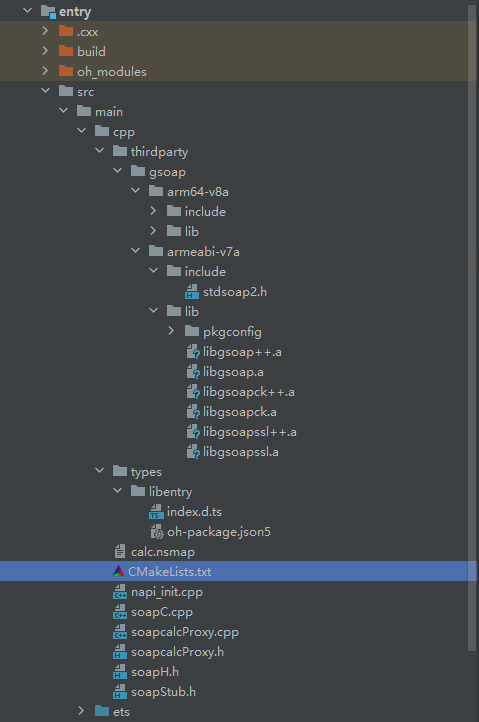 entry
.cxx
build
oh_modules
src
main
cpp
thirdparty
gsoap
arm64-v8a
include
lib
armeabi-v7a
include
stdsoap2.h
lib
pkgconfig
libgsoap++.a
libgsoap.a
libgsoapck++.a
libgsoapck.a
libgsoapssl++.a
libgsoapssl.a
types
libentry
index.d.ts
oh-package.json5
calc.nsmap
CMakeLists.txt
napi_init.cpp
soapC.cpp
soapcalcProxy.cpp
soapcalcProxy.h
soapH.h
soapStub.h
ets